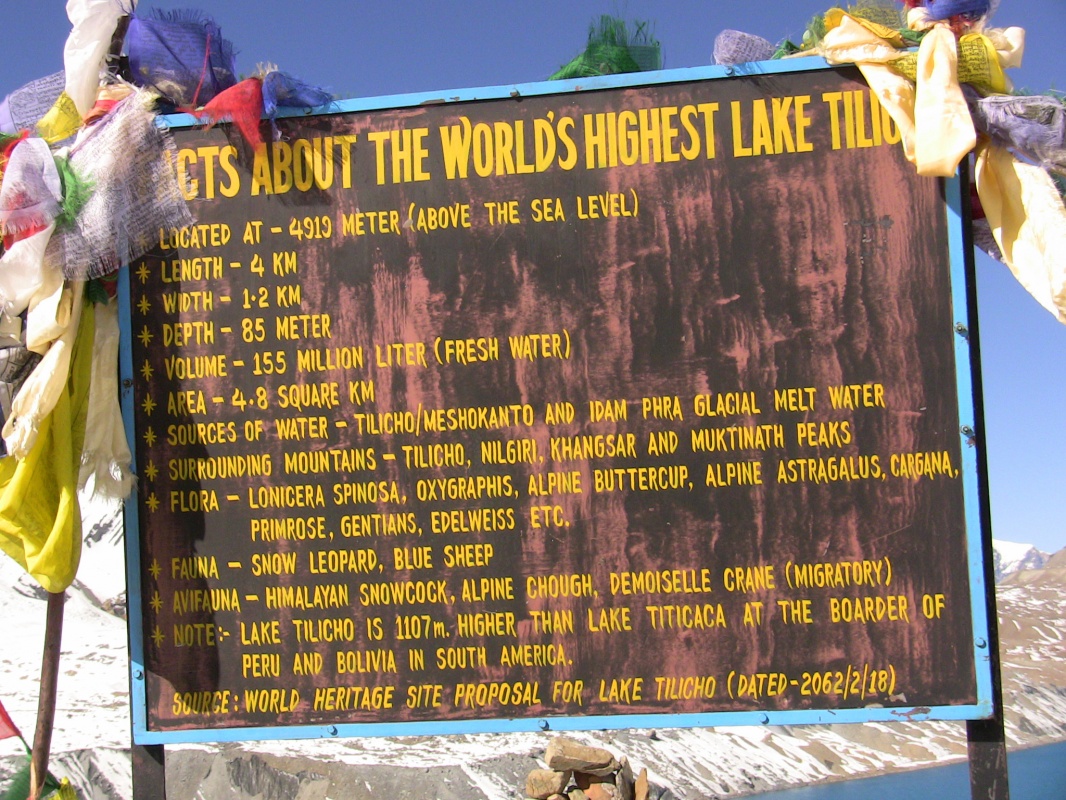 ACTS ABOUT THE WORLD'S HIGHEST LAKE TILIC
* LOCATED AT - 4919 METER (ABOVE THE SEA LEVEL)
* LENGTH - 4 KM
* WIDTH - 1.2 KM
* DEPTH - 85 METER
* VOLUME - 155 MILLION LITER (FRESH WATER)
* AREA - 4.8 SQUARE KM
* SOURCES OF WATER - TILICHO/MESHOKANTO AND IDAM PHRA GLACIAL MELT WATER
* SURROUNDING MOUNTAINS - TILICHO, NILGIRI, KHANGSAR AND MUKTINATH PEAKS
* FLORA - LONICERA SPINOSA, OXYGRAPHIS, ALPINE BUTTERCUP, ALPINE ASTRAGALUS, CARGANA,
PRIMROSE, GENTIANS, EDELWEISS ETC.
* FAUNA - SNOW LEOPARD, BLUE SHEEP
* AVIFAUNA - HIMALAYAN SNOWCOCK, ALPINE CHOUGH, DEMOISELLE CRANE (MIGRATORY)
* NOTE:- LAKE TILICHO IS 1107m. HIGHER THAN LAKE TITICACA AT THE BOARDER OF
PERU AND BOLIVIA IN SOUTH AMERICA.
SOURCE: WORLD HERITAGE SITE PROPOSAL FOR LAKE TILICHO (DATED-2062/2/18)